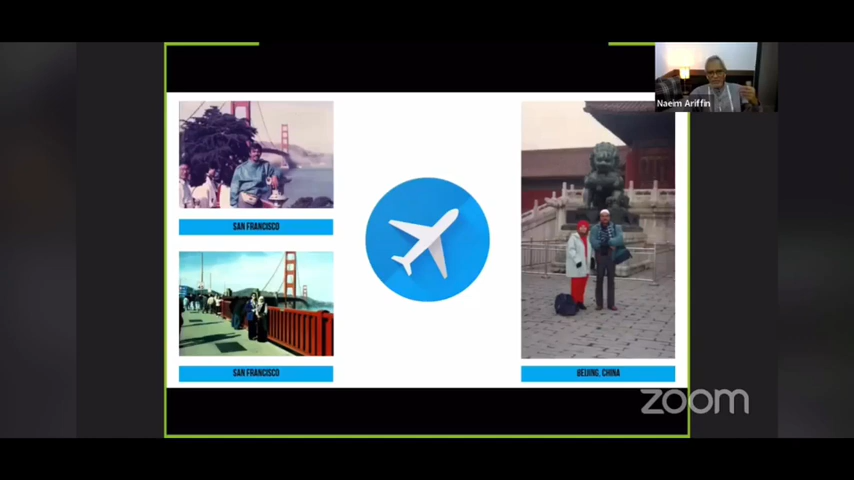 Naeim Ariffin
SAN FRANCISCO
SAN FRANCISCO
BEIJING, CHINA
zoom